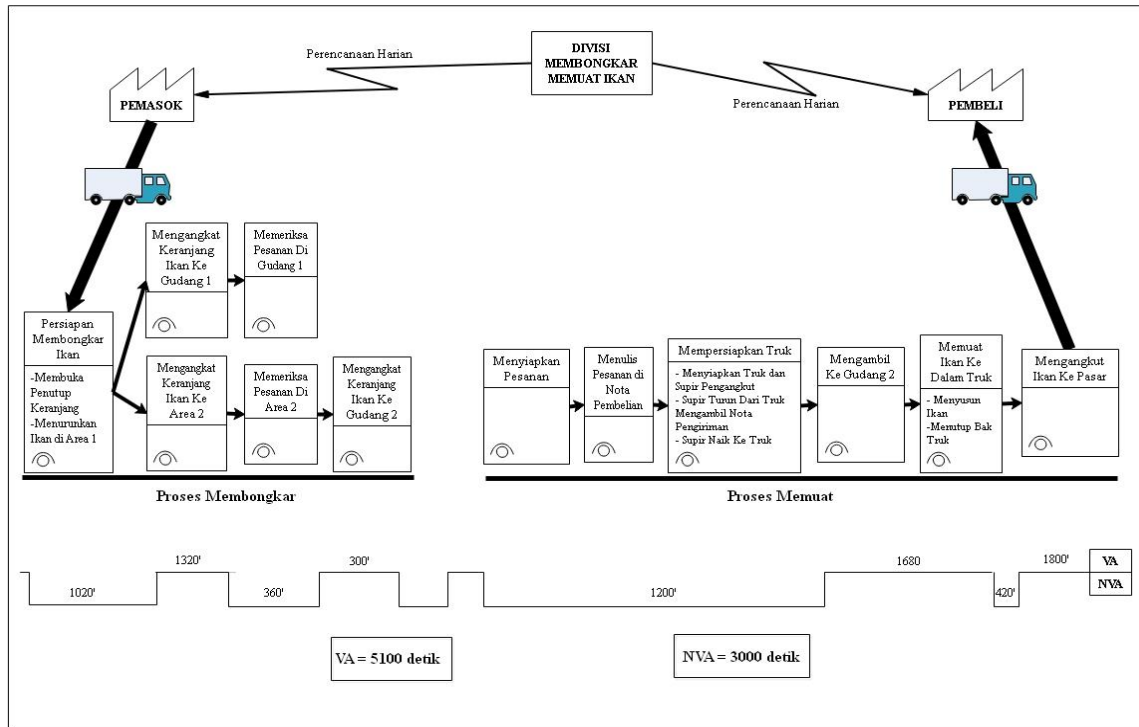 DIVISI
MEMBONGKAR
MEMUAT IKAN
Perencanaan Harian
Perencanaan Harian
PEMASOK
PEMBELI
Mengangkat
Keranjang
Ikan Ke
Gudang 1
Memeriksa
Pesanan Di
Gudang 1
Persiapan
Membongkar
Ikan
-Membuka
Penutup
Keranjang
-Menurunkan
Ikan di Area 1
Mengangkat
Keranjang
Ikan Ke
Area 2
Memeriksa
Pesanan Di
Area 2
Mengangkat
Keranjang
Ikan Ke
Gudang 2
Menyiapkan
Pesanan
Menulis
Pesanan di
Nota
Pembelian
Mempersiapkan Truk
- Menyiapkan Truk dan
Supir Pengangkut
- Supir Turun Dari Truk
Mengambil Nota
Pengiriman
- Supir Naik Ke Truk
Mengambil
Ke Gudang 2
Memuat
Ikan Ke
Dalam Truk
- Menyusun
Ikan
-Menutup Bak
Truk
Mengangkut
Ikan Ke Pasar
Proses Membongkar
Proses Memuat
1020'
1320'
360'
300'
1200'
1680
420'
1800'
VA
NVA
VA = 5100 detik
NVA = 3000 detik